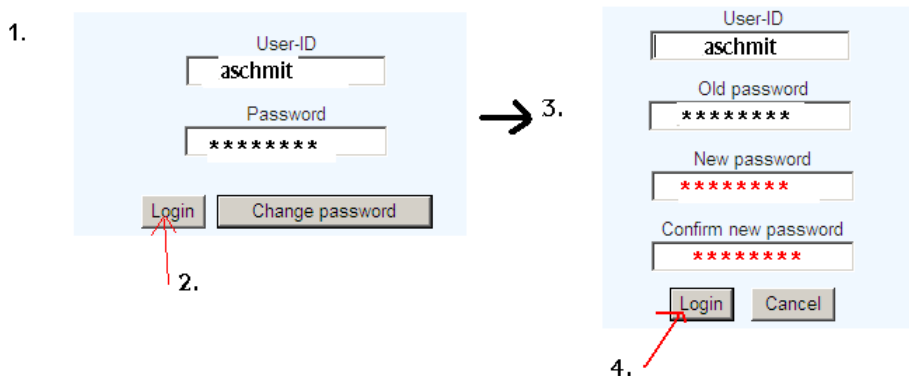 1.
User-ID
aschmit
Password
********
Login Change password
2.
3.
User-ID
aschmit
Old password
********
New password
********
Confirm new password
********
Login Cancel
4.